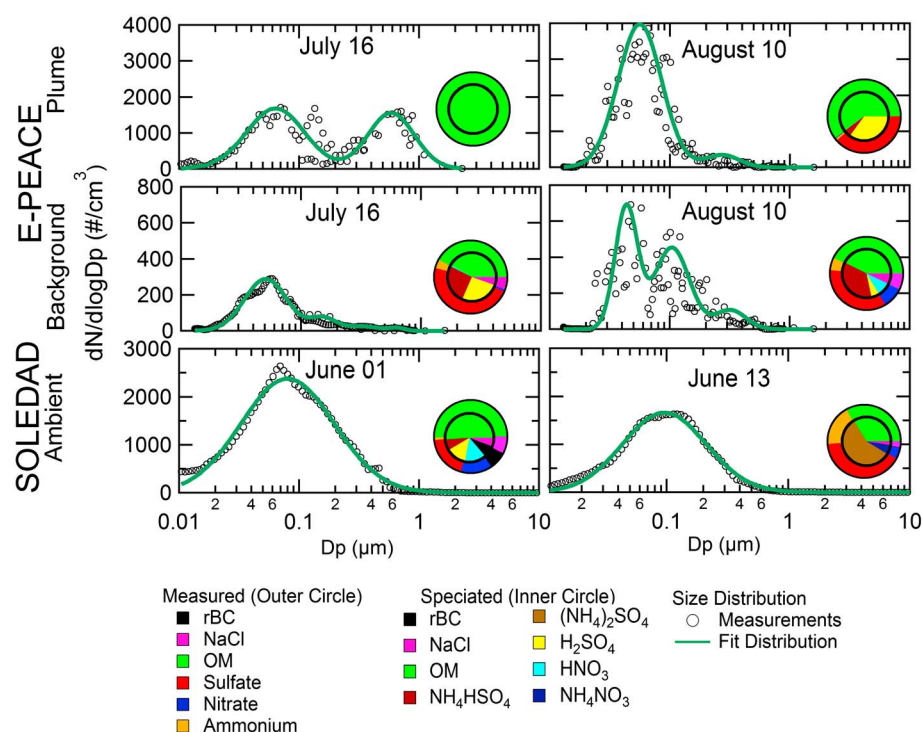 E-PEACE
Plume
Background
SOLEDAD
Ambient
dN/dlogDp (#/cm³)
4000
3000
2000
1000
0
July 16
August 10
800
600
400
200
0
July 16
August 10
3000
2000
1000
0
June 01
June 13
0.01 2 4 6 0.1 2 4 6 1 2 4 6 10
2 4 6 0.1 2 4 6 1 2 4 6 10
Dp (µm)
Dp (µm)
Measured (Outer Circle)
rBC
NaCl
OM
Sulfate
Nitrate
Ammonium
Speciated (Inner Circle)
rBC
NaCl
OM
NH₄HSO₄
(NH₄)₂SO₄
H₂SO₄
HNO₃
NH₄NO₃
Size Distribution
Measurements
Fit Distribution